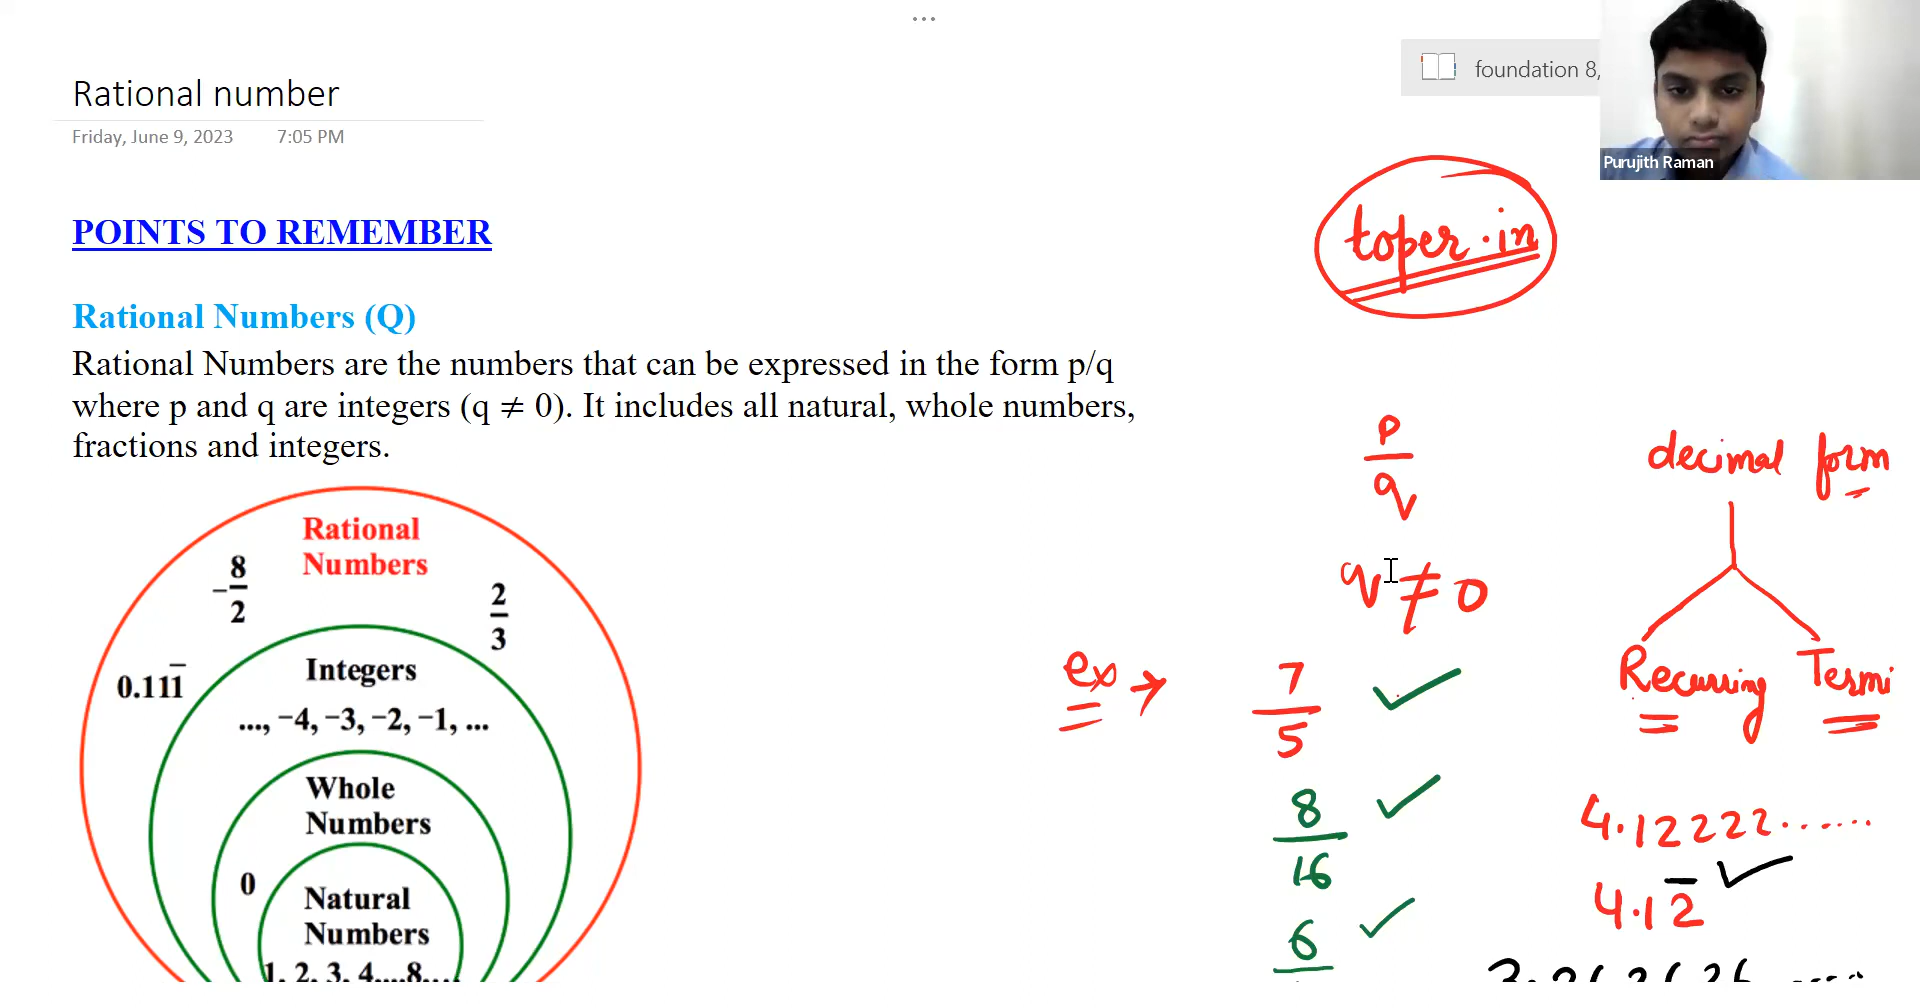 ...
foundation 8,
Purujith Raman
Rational number
Friday, June 9, 2023 7:05 PM
toper.in
POINTS TO REMEMBER
Rational Numbers (Q)
Rational Numbers are the numbers that can be expressed in the form p/q
where p and q are integers (q ≠ 0). It includes all natural, whole numbers,
fractions and integers.
Rational
Numbers
-8/2
2/3
0.111̅
Integers
..., −4, −3, −2, −1, ...
Whole
Numbers
0
Natural
Numbers
1, 2, 3, 4....8....
p/q
q ≠ 0
ex → 7/5
8/16
6
decimal form
Recurring Termi
4.12222......
4.12̅
3.262626